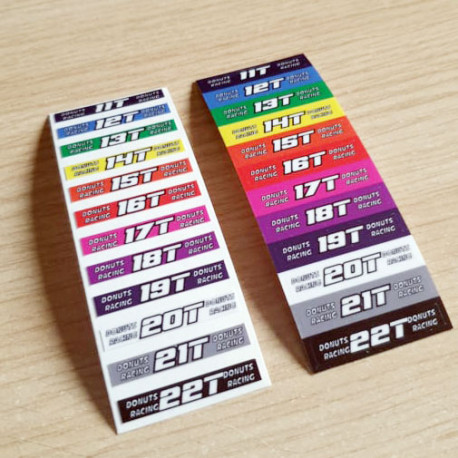 DONUTS RACING 11T DONUTS RACING
DONUTS RACING 12T DONUTS RACING
DONUTS RACING 13T DONUTS RACING
DONUTS RACING 14T DONUTS RACING
DONUTS RACING 15T DONUTS RACING
DONUTS RACING 16T DONUTS RACING
DONUTS RACING 17T DONUTS RACING
DONUTS RACING 18T DONUTS RACING
DONUTS RACING 19T DONUTS RACING
DONUTS RACING 20T DONUTS RACING
DONUTS RACING 21T DONUTS RACING
DONUTS RACING 22T DONUTS RACING
DONUTS RACING 11T DONUTS RACING
DONUTS RACING 12T DONUTS RACING
DONUTS RACING 13T DONUTS RACING
DONUTS RACING 14T DONUTS RACING
DONUTS RACING 15T DONUTS RACING
DONUTS RACING 16T DONUTS RACING
DONUTS RACING 17T DONUTS RACING
DONUTS RACING 18T DONUTS RACING
DONUTS RACING 19T DONUTS RACING
DONUTS RACING 20T DONUTS RACING
DONUTS RACING 21T DONUTS RACING
DONUTS RACING 22T DONUTS RACING